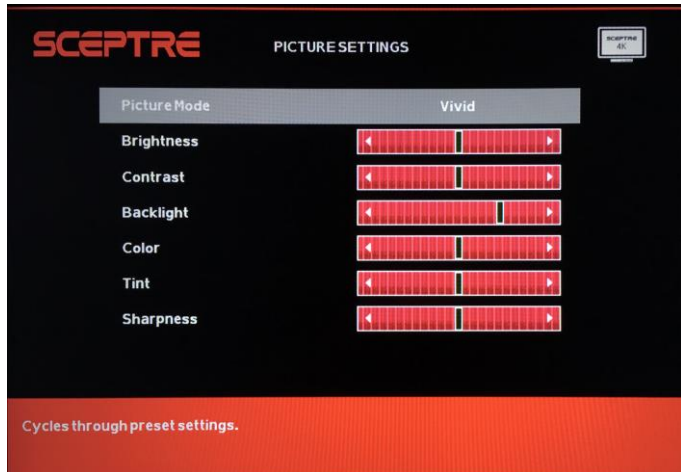 SCEPTRE
PICTURE SETTINGS
SCEPTRE
4K
Picture Mode Vivid
Brightness
Contrast
Backlight
Color
Tint
Sharpness
Cycles through preset settings.